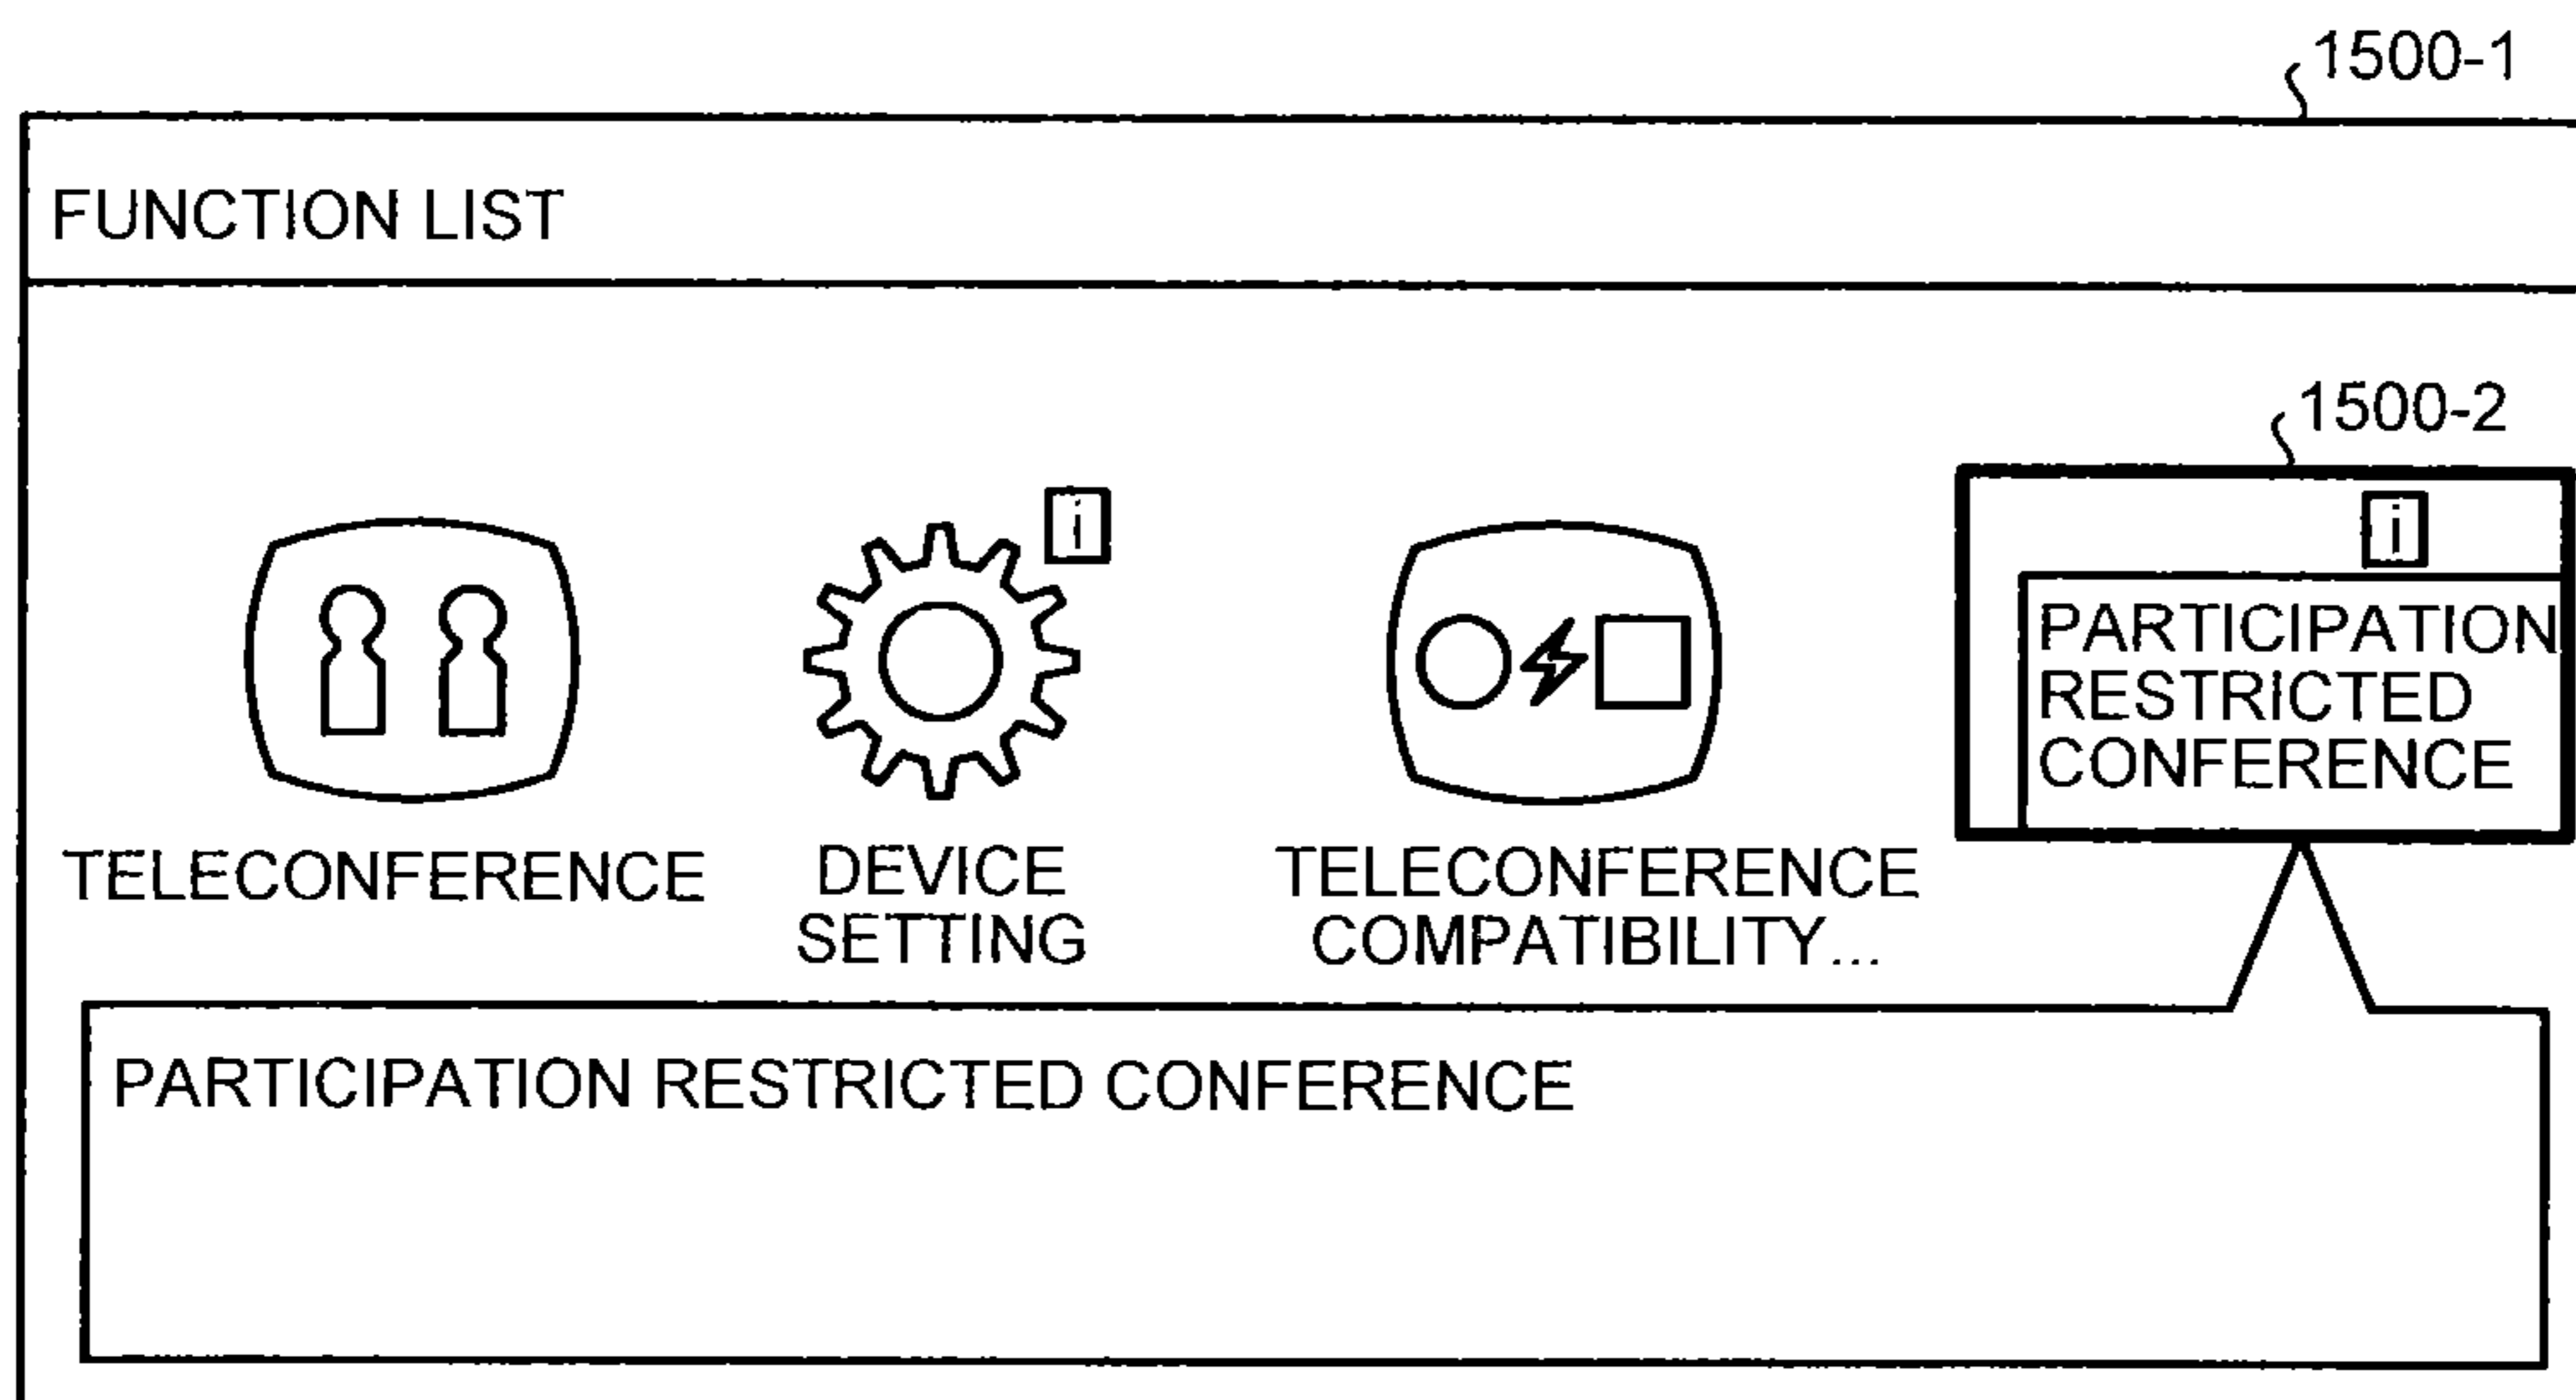 1500-1
FUNCTION LIST
1500-2
i
i
PARTICIPATION
RESTRICTED
CONFERENCE
TELECONFERENCE
DEVICE
SETTING
TELECONFERENCE
COMPATIBILITY...
PARTICIPATION RESTRICTED CONFERENCE